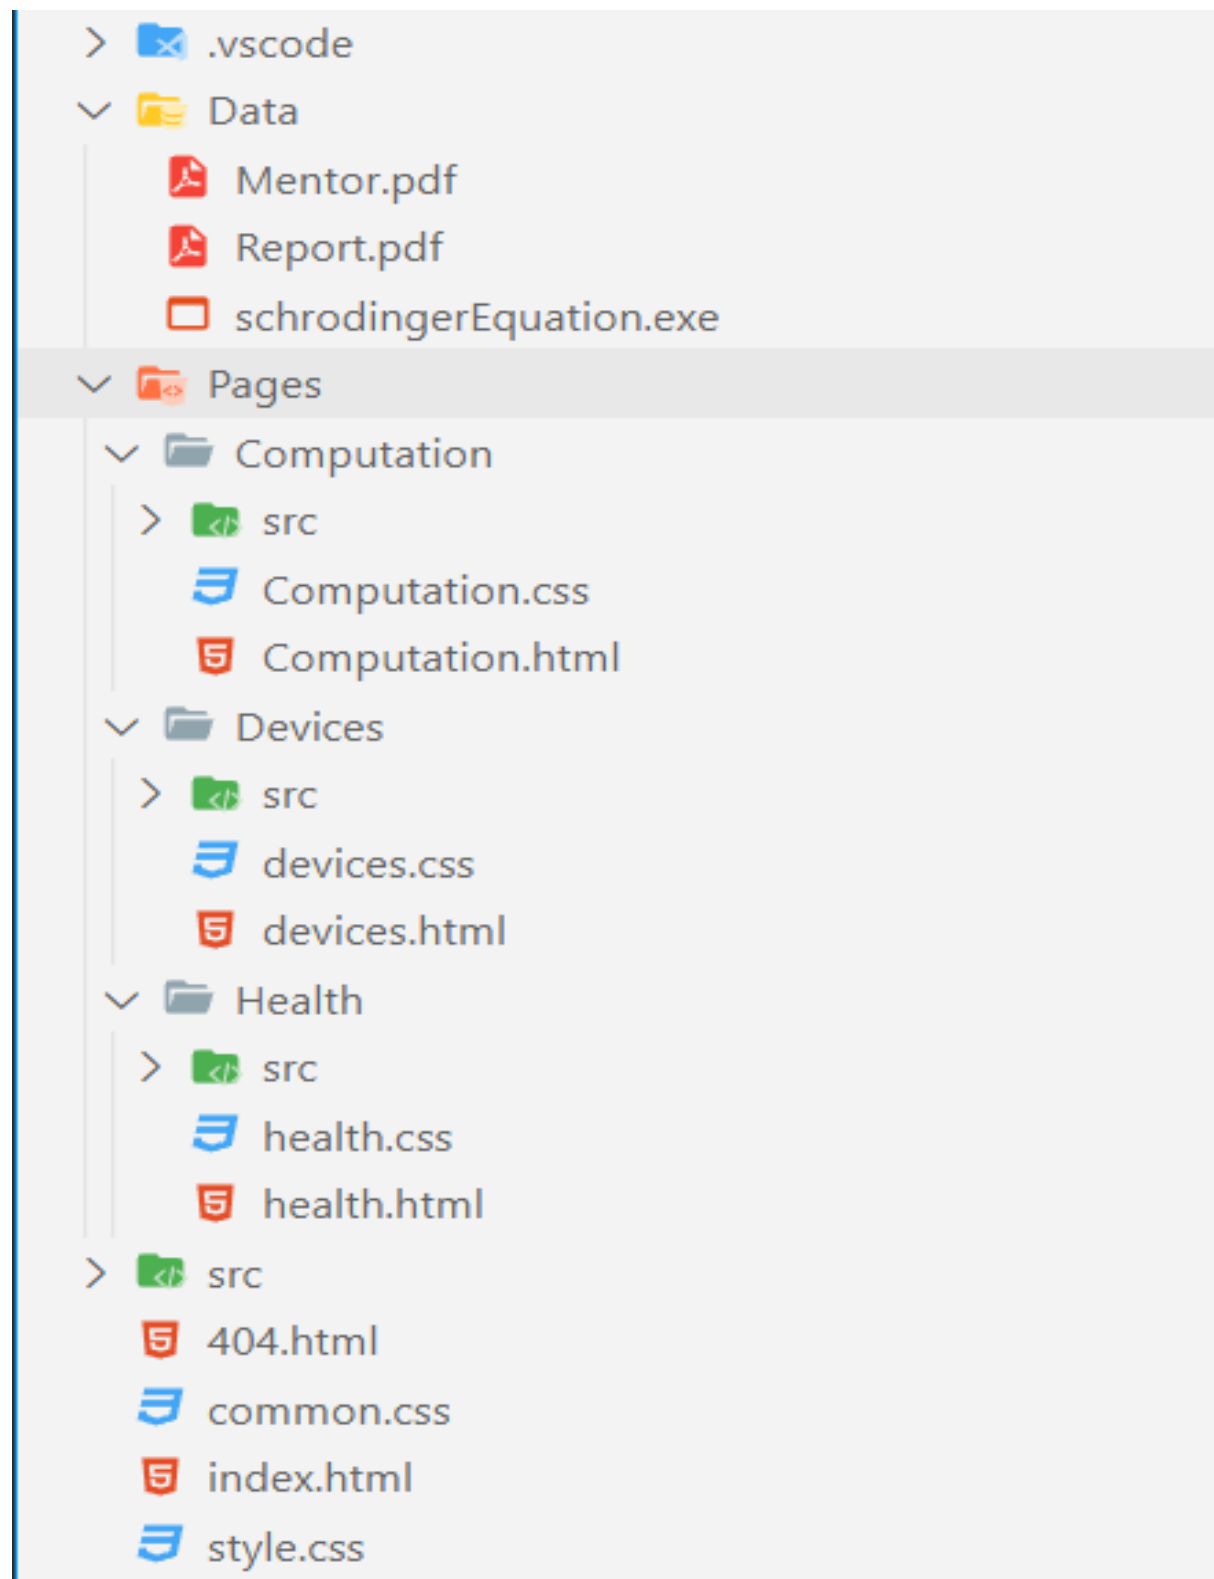 .vscode
Data
Mentor.pdf
Report.pdf
schrodingerEquation.exe
Pages
Computation
src
Computation.css
Computation.html
Devices
src
devices.css
devices.html
Health
src
health.css
health.html
src
404.html
common.css
index.html
style.css